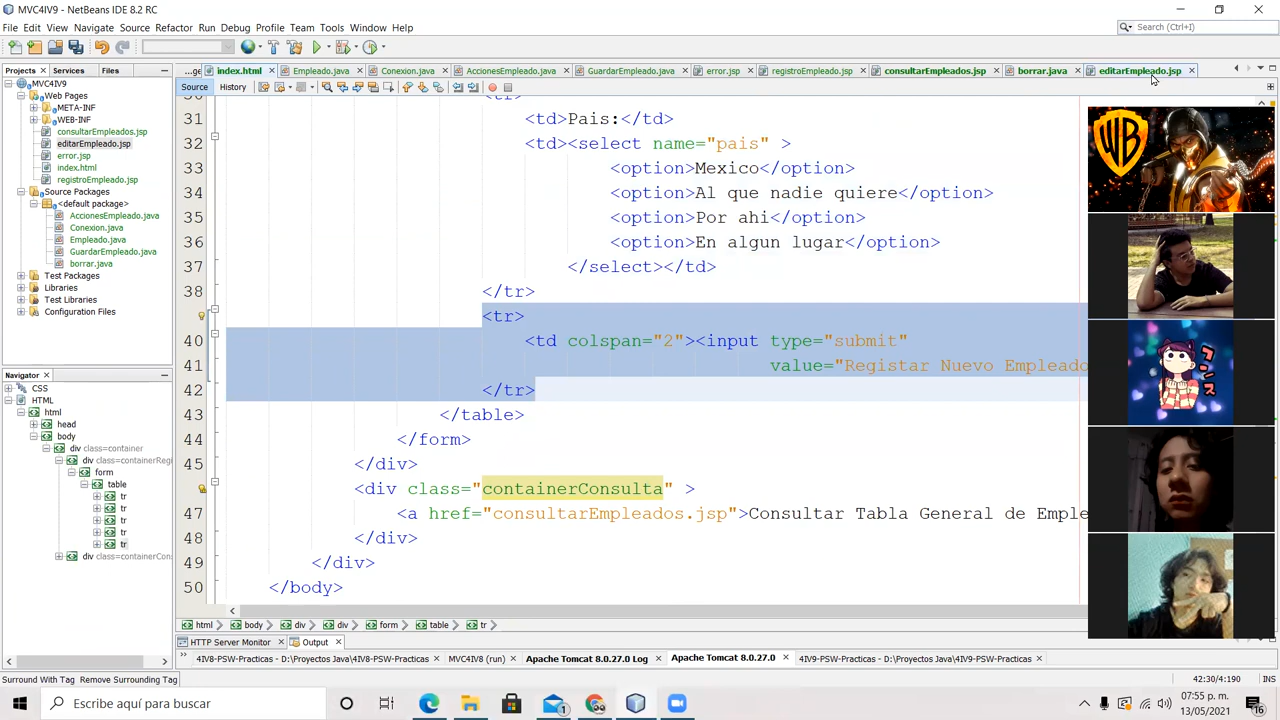 MVC4IV9 - NetBeans IDE 8.2 RC
File Edit View Navigate Source Refactor Run Debug Profile Team Tools Window Help
Search (Ctrl+I)
Projects Services Files
...ge index.html Empleado.java Conexion.java AccionesEmpleado.java GuardarEmpleado.java error.jsp registroEmpleado.jsp consultarEmpleados.jsp borrar.java editarEmpleado.jsp
Source History
MVC4IV9
Web Pages
META-INF
WEB-INF
consultarEmpleados.jsp
editarEmpleado.jsp
error.jsp
index.html
registroEmpleado.jsp
Source Packages
<default package>
AccionesEmpleado.java
Conexion.java
Empleado.java
GuardarEmpleado.java
borrar.java
Test Packages
Libraries
Test Libraries
Configuration Files
Navigator
CSS
HTML
html
head
body
div class=container
div class=containerRegi
form
table
tr
tr
tr
tr
tr
div class=containerCons
30 <tr>
31 <td>Pais:</td>
32 <td><select name="pais" >
33 <option>Mexico</option>
34 <option>Al que nadie quiere</option>
35 <option>Por ahi</option>
36 <option>En algun lugar</option>
37 </select></td>
38 </tr>
<tr>
40 <td colspan="2"><input type="submit"
41 value="Registar Nuevo Empleado
42 </tr>
43 </table>
44 </form>
45 </div>
<div class="containerConsulta" >
47 <a href="consultarEmpleados.jsp">Consultar Tabla General de Emple
48 </div>
49 </div>
50 </body>
WB
html body div div form table tr
HTTP Server Monitor Output
4IV8-PSW-Practicas - D:\Proyectos Java\4IV8-PSW-Practicas MVC4IV8 (run) Apache Tomcat 8.0.27.0 Log Apache Tomcat 8.0.27.0 4IV9-PSW-Practicas - D:\Proyectos Java\4IV9-PSW-Practicas
Surround With Tag Remove Surrounding Tag
42:30/4:190 INS
Escribe aquí para buscar
07:55 p. m.
13/05/2021
16